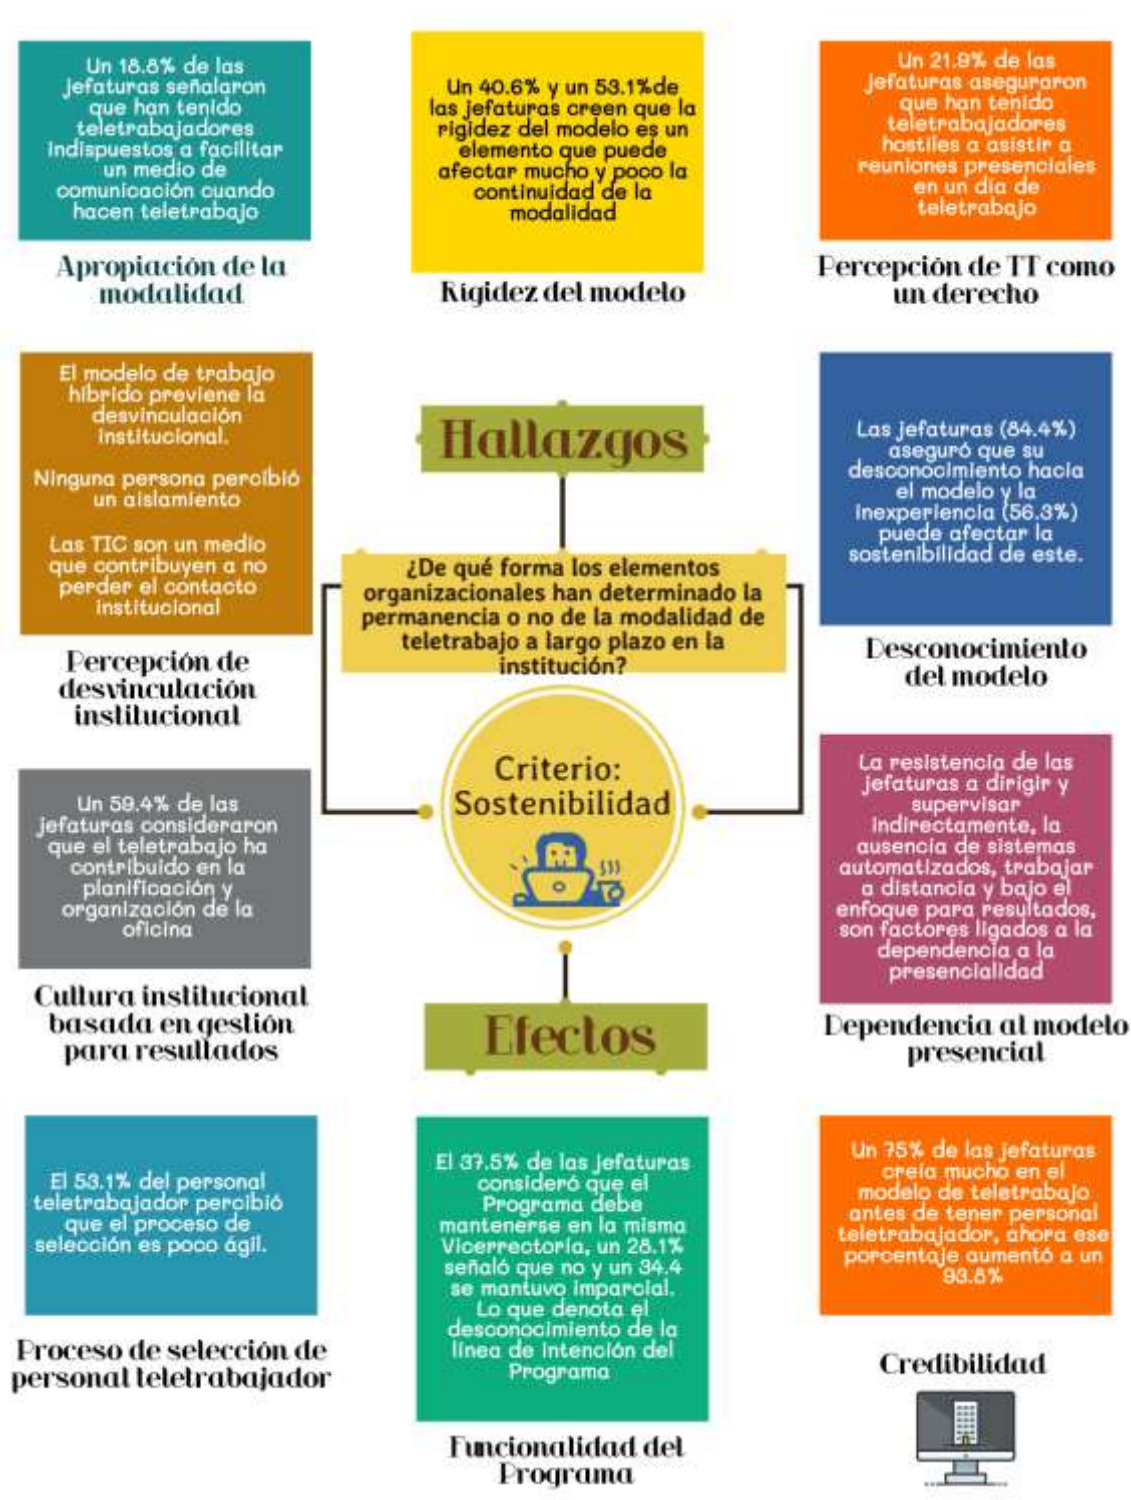 Un 18.8% de las
jefaturas señalaron
que han tenido
teletrabajadores
indispuestos a facilitar
un medio de
comunicación cuando
hacen teletrabajo
Apropiación de la
modalidad
Un 40.6% y un 53.1%de
las jefaturas creen que la
rigidez del modelo es un
elemento que puede
afectar mucho y poco la
continuidad de la
modalidad
Rigidez del modelo
Un 21.9% de las
jefaturas aseguraron
que han tenido
teletrabajadores
hostiles a asistir a
reuniones presenciales
en un día de
teletrabajo
Percepción de TT como
un derecho
El modelo de trabajo
híbrido previene la
desvinculación
institucional.
Ninguna persona percibió
un aislamiento
Las TIC son un medio
que contribuyen a no
perder el contacto
institucional
Percepción de
desvinculación
institucional
Hallazgos
¿De qué forma los elementos
organizacionales han determinado la
permanencia o no de la modalidad de
teletrabajo a largo plazo en la
institución?
Las jefaturas (84.4%)
aseguró que su
desconocimiento hacia
el modelo y la
inexperiencia (56.3%)
puede afectar la
sostenibilidad de este.
Desconocimiento
del modelo
Criterio:
Sostenibilidad
Un 59.4% de las
jefaturas consideraron
que el teletrabajo ha
contribuido en la
planificación y
organización de la
oficina
Cultura institucional
basada en gestión
para resultados
La resistencia de las
jefaturas a dirigir y
supervisar
indirectamente, la
ausencia de sistemas
automatizados, trabajar
a distancia y bajo el
enfoque para resultados,
son factores ligados a la
dependencia a la
presencialidad
Dependencia al modelo
presencial
Efectos
El 53.1% del personal
teletrabajador percibió
que el proceso de
selección es poco ágil.
Proceso de selección de
personal teletrabajador
El 37.5% de las jefaturas
consideró que el
Programa debe
mantenerse en la misma
Vicerrectoría, un 28.1%
señaló que no y un 34.4
se mantuvo imparcial.
Lo que denota el
desconocimiento de la
línea de intención del
Programa
Funcionalidad del
Programa
Un 75% de las jefaturas
creía mucho en el
modelo de teletrabajo
antes de tener personal
teletrabajador, ahora ese
porcentaje aumentó a un
93.8%
Credibilidad